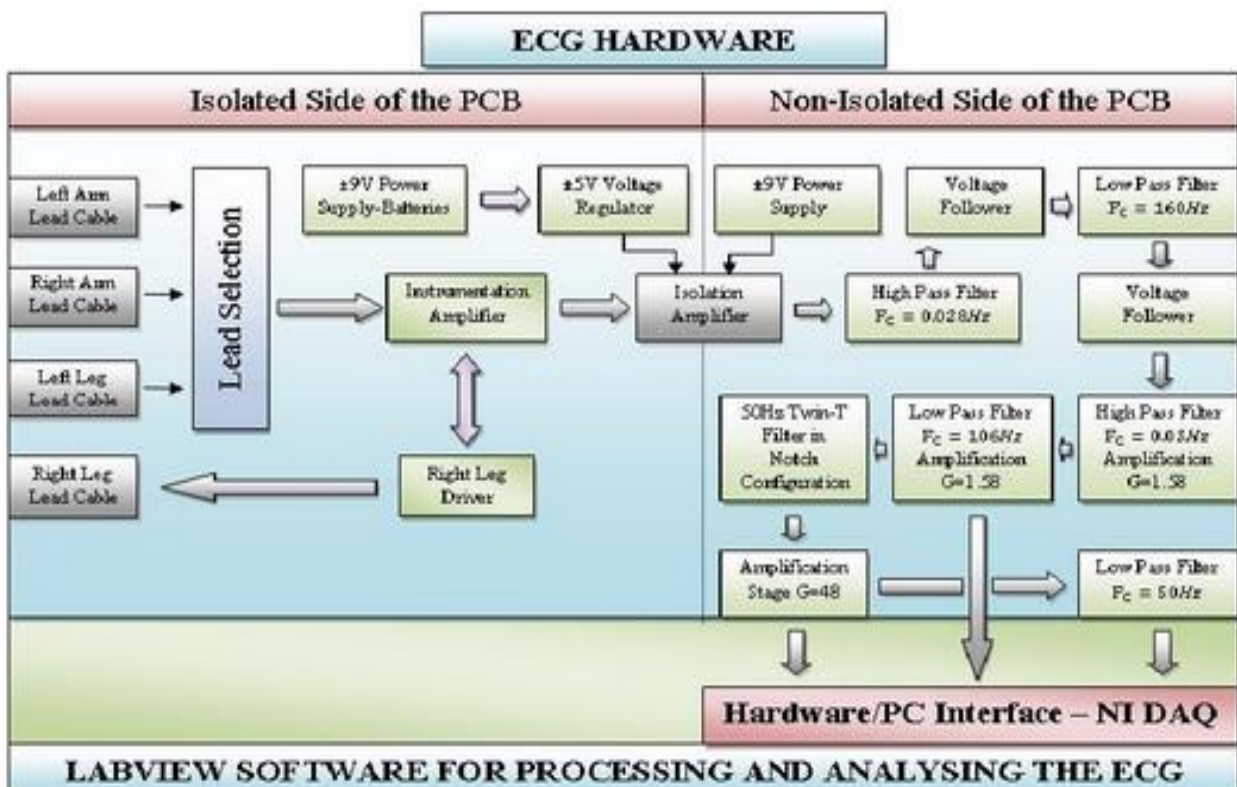 ECG HARDWARE
Isolated Side of the PCB
Non-Isolated Side of the PCB
Left Arm
Lead Cable
Right Arm
Lead Cable
Left Leg
Lead Cable
Right Leg
Lead Cable
Lead Selection
±9V Power
Supply-Batteries
±5V Voltage
Regulator
Instrumentation
Amplifier
Right Leg
Driver
Isolation
Amplifier
±9V Power
Supply
High Pass Filter
F_C = 0.028Hz
Voltage
Follower
Low Pass Filter
F_C = 160Hz
Voltage
Follower
High Pass Filter
F_C = 0.05Hz
Amplification
G=1.58
Low Pass Filter
F_C = 106Hz
Amplification
G=1.58
50Hz Twin-T
Filter in
Notch
Configuration
Amplification
Stage G=48
Low Pass Filter
F_C = 50Hz
Hardware/PC Interface – NI DAQ
LABVIEW SOFTWARE FOR PROCESSING AND ANALYSING THE ECG